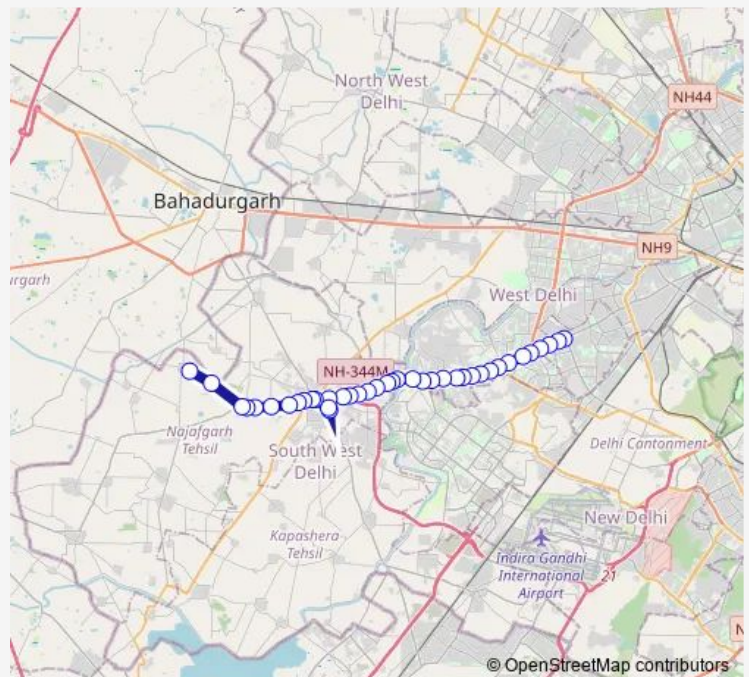 North West
Delhi
NH44
Bahadurgarh
NH9
urgarh
West Delhi
NH-344M
Najafgarh
Tehsil
South West
Delhi
Delhi Cantonment
New Delhi
Kapashera
Tehsil
Indira Gandhi
International
Airport
21
N
© OpenStreetMap contributors